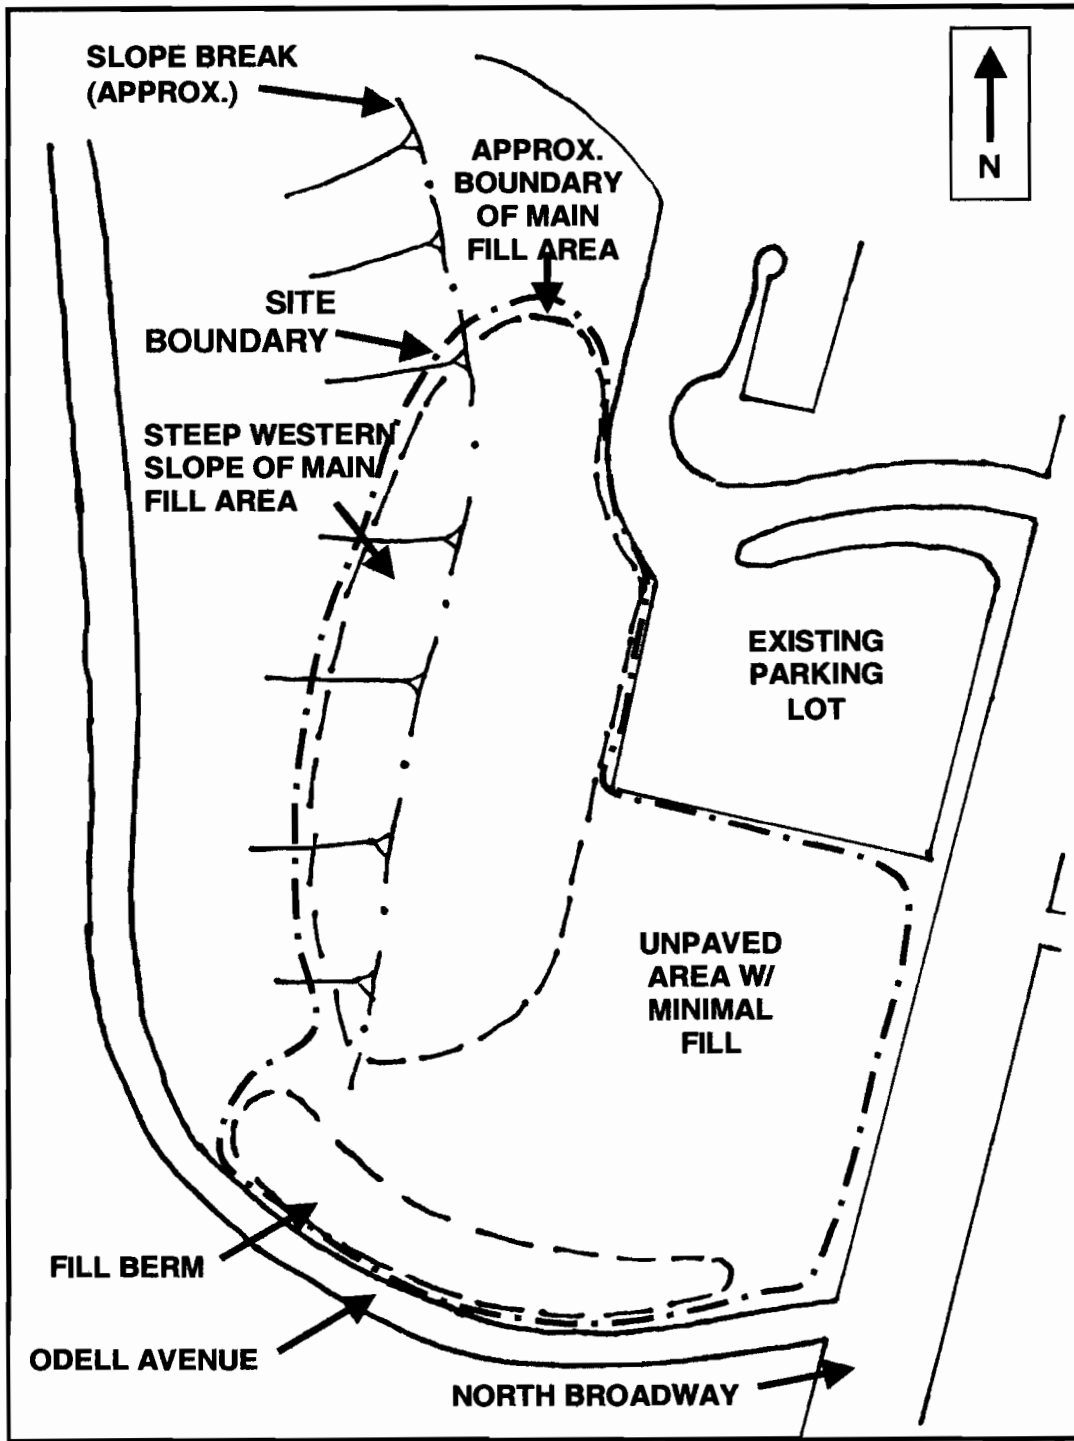 SLOPE BREAK
(APPROX.)
N
APPROX.
BOUNDARY
OF MAIN
FILL AREA
SITE
BOUNDARY
STEEP WESTERN
SLOPE OF MAIN
FILL AREA
EXISTING
PARKING
LOT
UNPAVED
AREA W/
MINIMAL
FILL
FILL BERM
ODELL AVENUE
NORTH BROADWAY